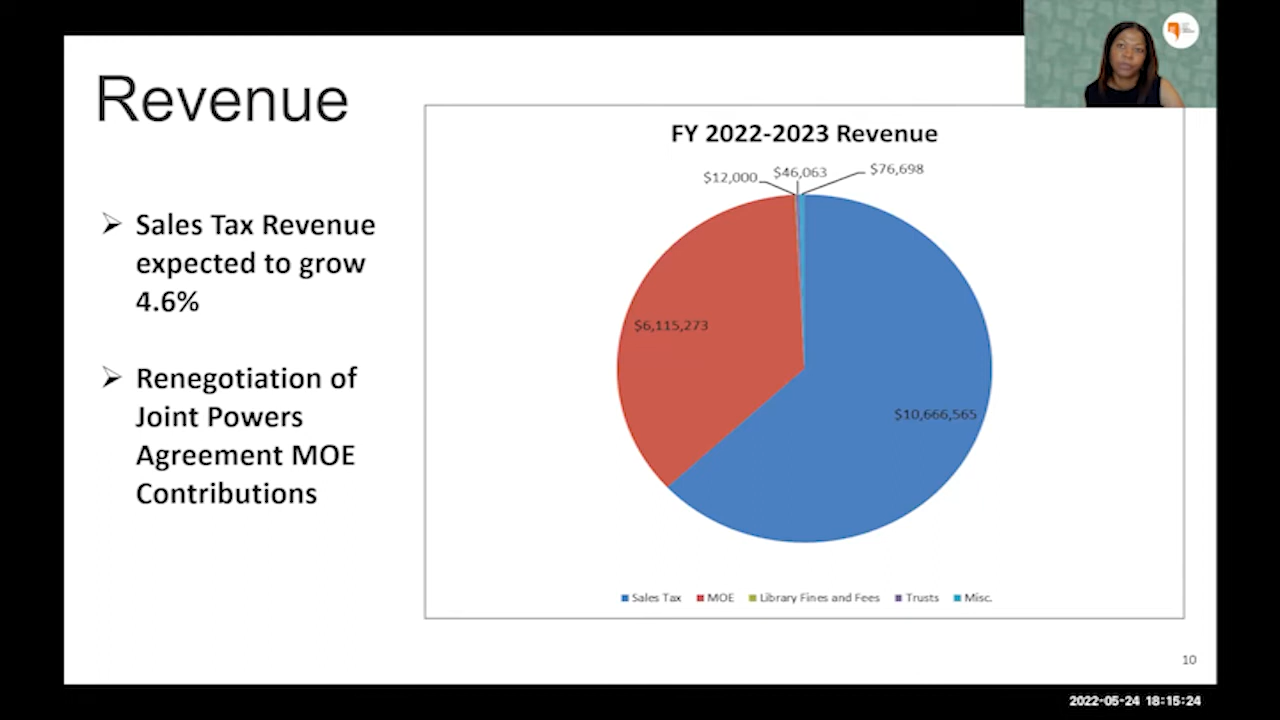 Revenue
FY 2022-2023 Revenue
$12,000
$46,063
$76,698
➢ Sales Tax Revenue
expected to grow
4.6%
➢ Renegotiation of
Joint Powers
Agreement MOE
Contributions
$6,115,273
$10,666,565
Sales Tax
MOE
Library Fines and Fees
Trusts
Misc.
10
2022-05-24 18:15:24